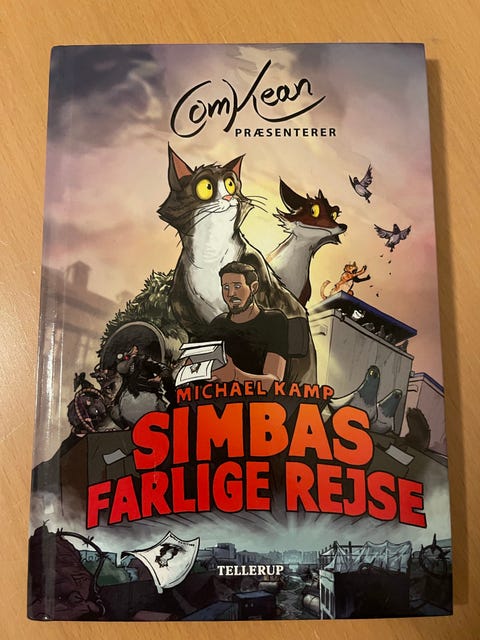 ComKean
PRÆSENTERER
MICHAEL KAMP
SIMBAS
FARLIGE REJSE
TELLERUP